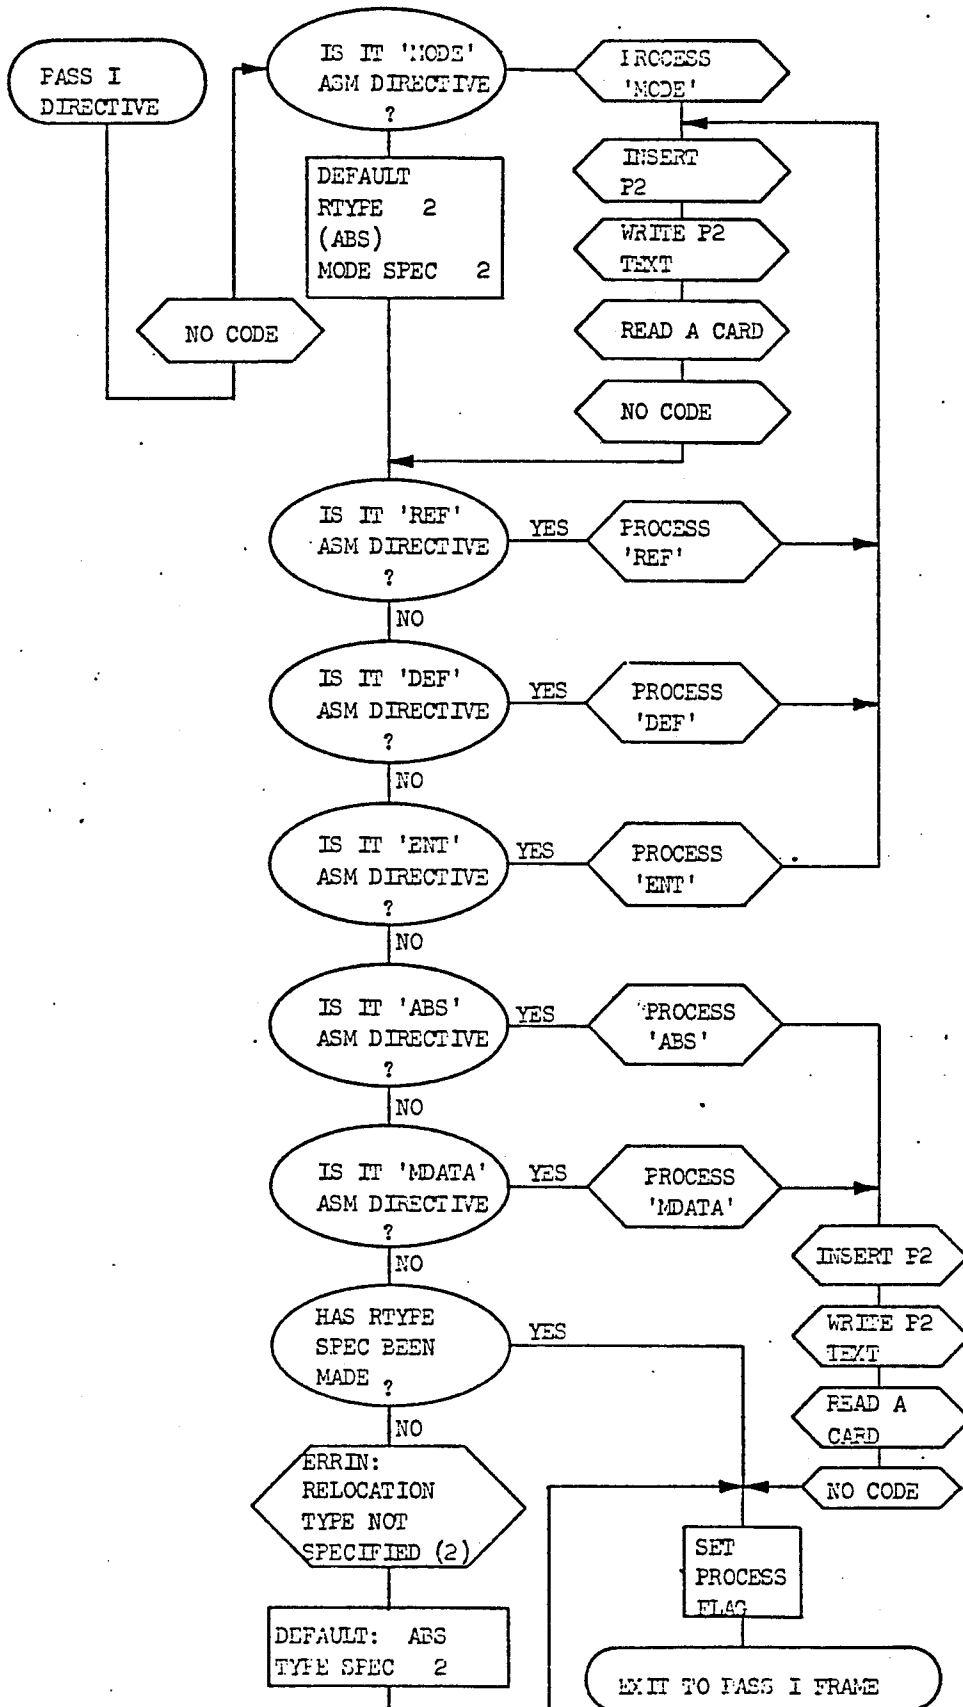 PASS I
DIRECTIVE
IS IT 'MODE'
ASM DIRECTIVE
?
PROCESS
'MODE'
DEFAULT
RTYPE 2
(ABS)
MODE SPEC 2
INSERT
P2
WRITE P2
TEXT
NO CODE
READ A CARD
NO CODE
IS IT 'REF'
ASM DIRECTIVE
?
YES
PROCESS
'REF'
NO
IS IT 'DEF'
ASM DIRECTIVE
?
YES
PROCESS
'DEF'
NO
IS IT 'ENT'
ASM DIRECTIVE
?
YES
PROCESS
'ENT'
NO
IS IT 'ABS'
ASM DIRECTIVE
?
YES
PROCESS
'ABS'
NO
IS IT 'MDATA'
ASM DIRECTIVE
?
YES
PROCESS
'MDATA'
NO
INSERT P2
HAS RTYPE
SPEC BEEN
MADE
?
YES
WRITE P2
TEXT
READ A
CARD
NO
NO CODE
ERRIN:
RELOCATION
TYPE NOT
SPECIFIED (2)
SET
PROCESS
FLAG
DEFAULT: ABS
TYPE SPEC 2
EXIT TO PASS I FRAME